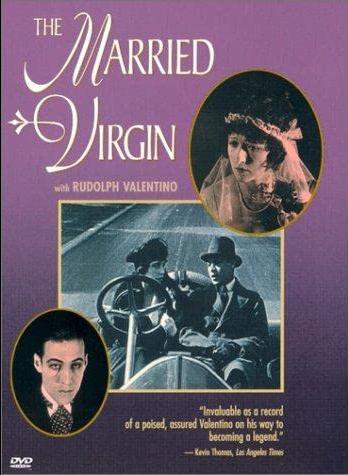 THE
MARRIED
VIRGIN
with RUDOLPH VALENTINO
"Invaluable as a record
of a poised, assured Valentino on his way
to becoming a legend."
— Kevin Thomas, Los Angeles Times
DVD